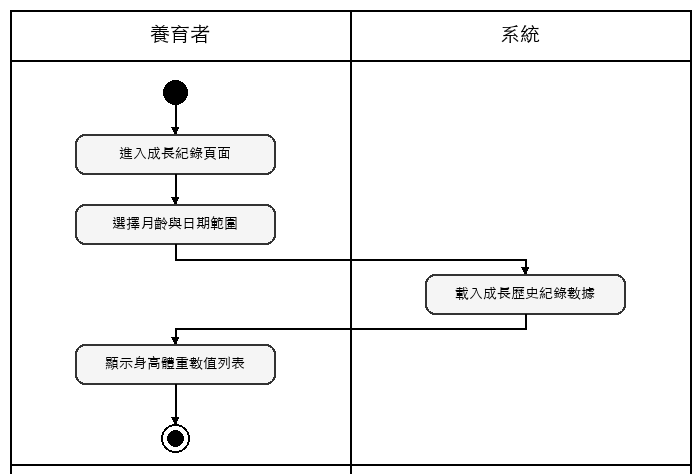 養育者
系統
進入成長紀錄頁面
選擇月齡與日期範圍
載入成長歷史紀錄數據
顯示身高體重數值列表